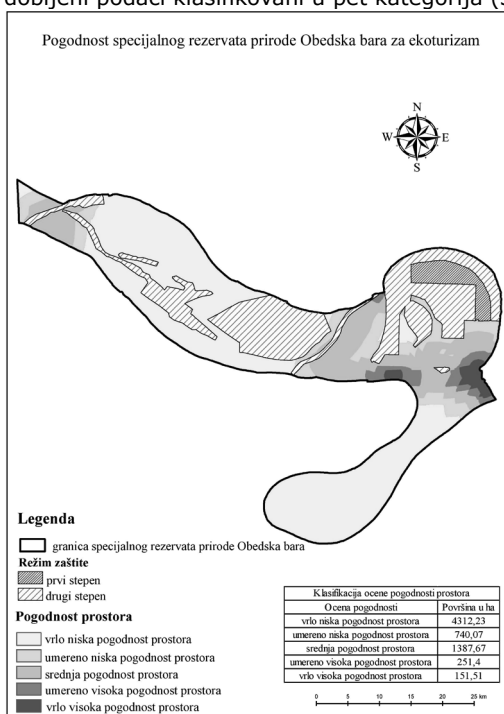 dobijeni podaci klasifikovani u pet kategorija
Pogodnost specijalnog rezervata prirode Obedska bara za ekoturizam
N
W E
S
Legenda
granica specijalnog rezervata prirode Obedska bara
Režim zaštite
prvi stepen
drugi stepen
Pogodnost prostora
vrlo niska pogodnost prostora
umereno niska pogodnost prostora
srednja pogodnost prostora
umereno visoka pogodnost prostora
vrlo visoka pogodnost prostora
Klasifikacija ocene pogodnosti prostora
Ocena pogodnosti Površina u ha
vrlo niska pogodnost prostora 4312,23
umereno niska pogodnost prostora 740,07
srednja pogodnost prostora 1387,67
umereno visoka pogodnost prostora 251,4
vrlo visoka pogodnost prostora 151,51
0 5 10 15 20 25 km